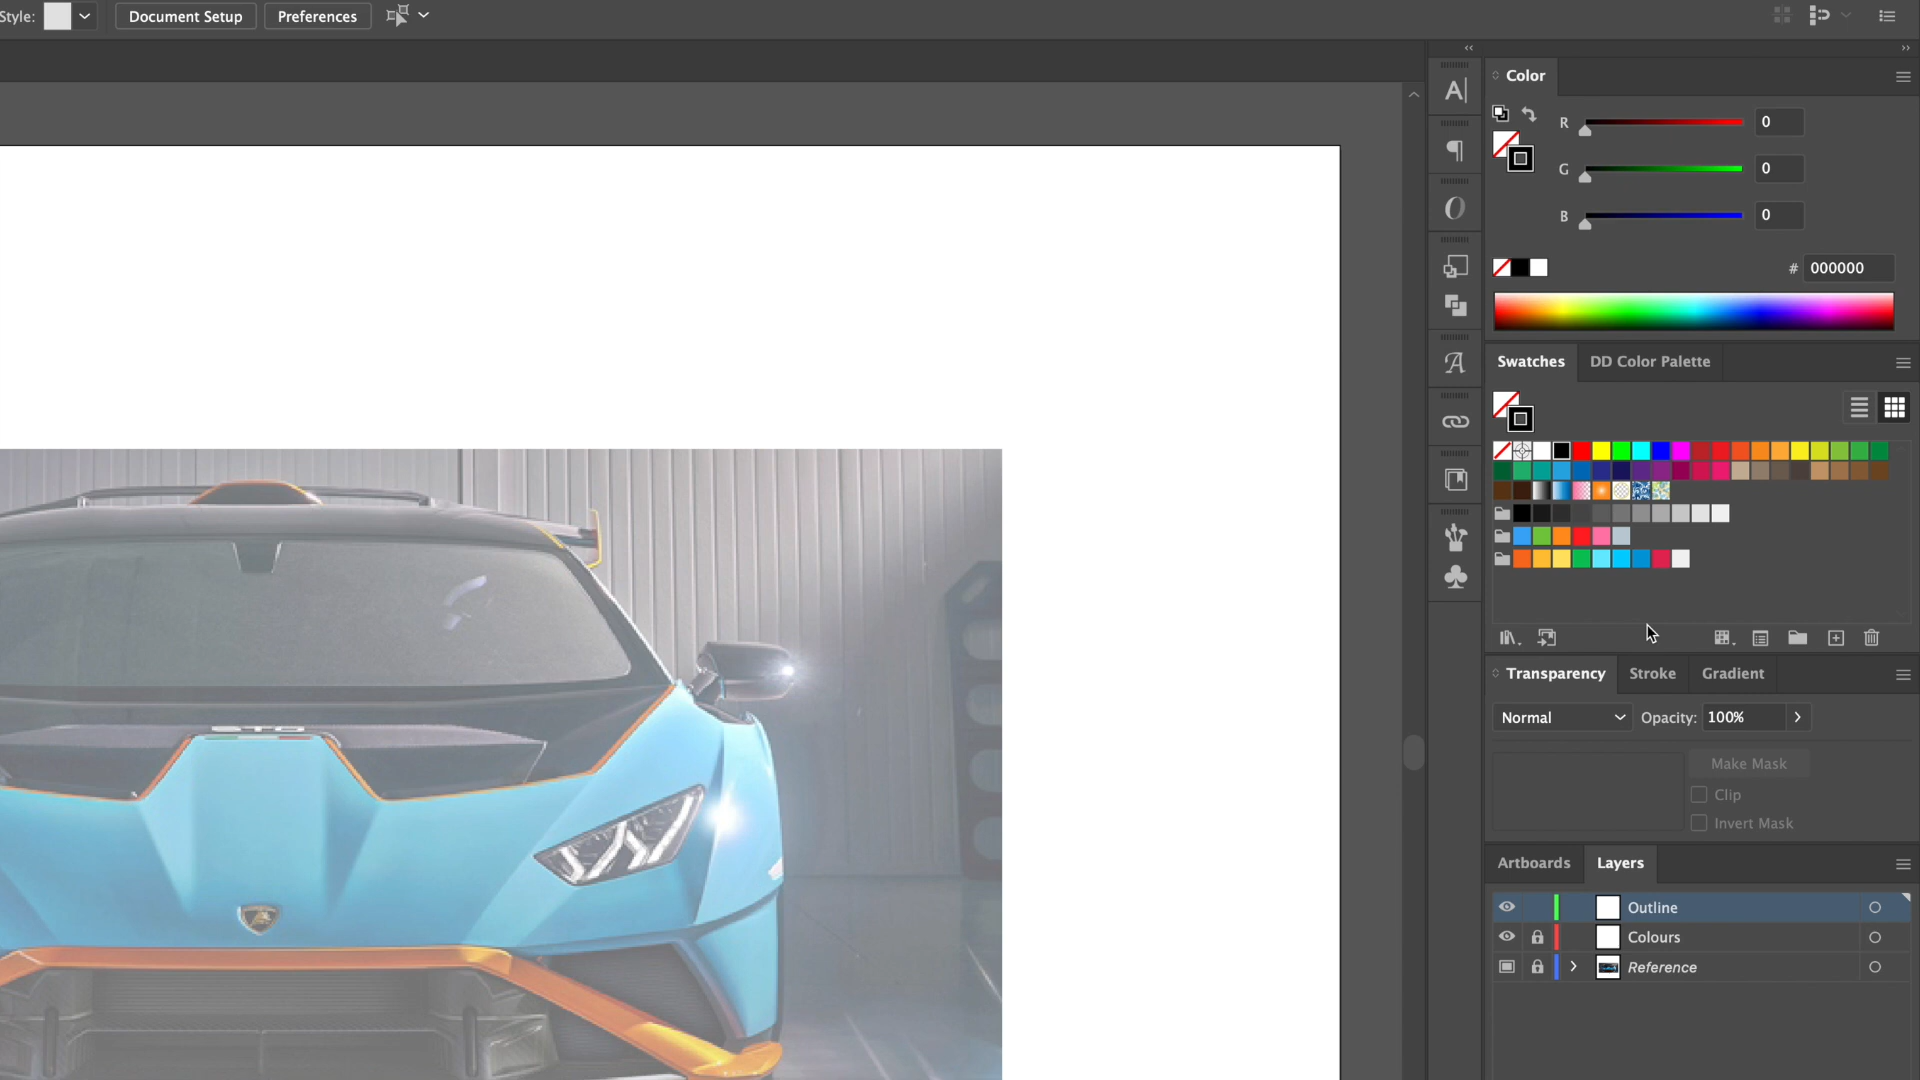 Style:
Document Setup
Preferences
Color
R
0
G
0
B
0
#
000000
Swatches
DD Color Palette
Transparency
Stroke
Gradient
Normal
Opacity:
100%
Make Mask
Clip
Invert Mask
Artboards
Layers
Outline
Colours
Reference